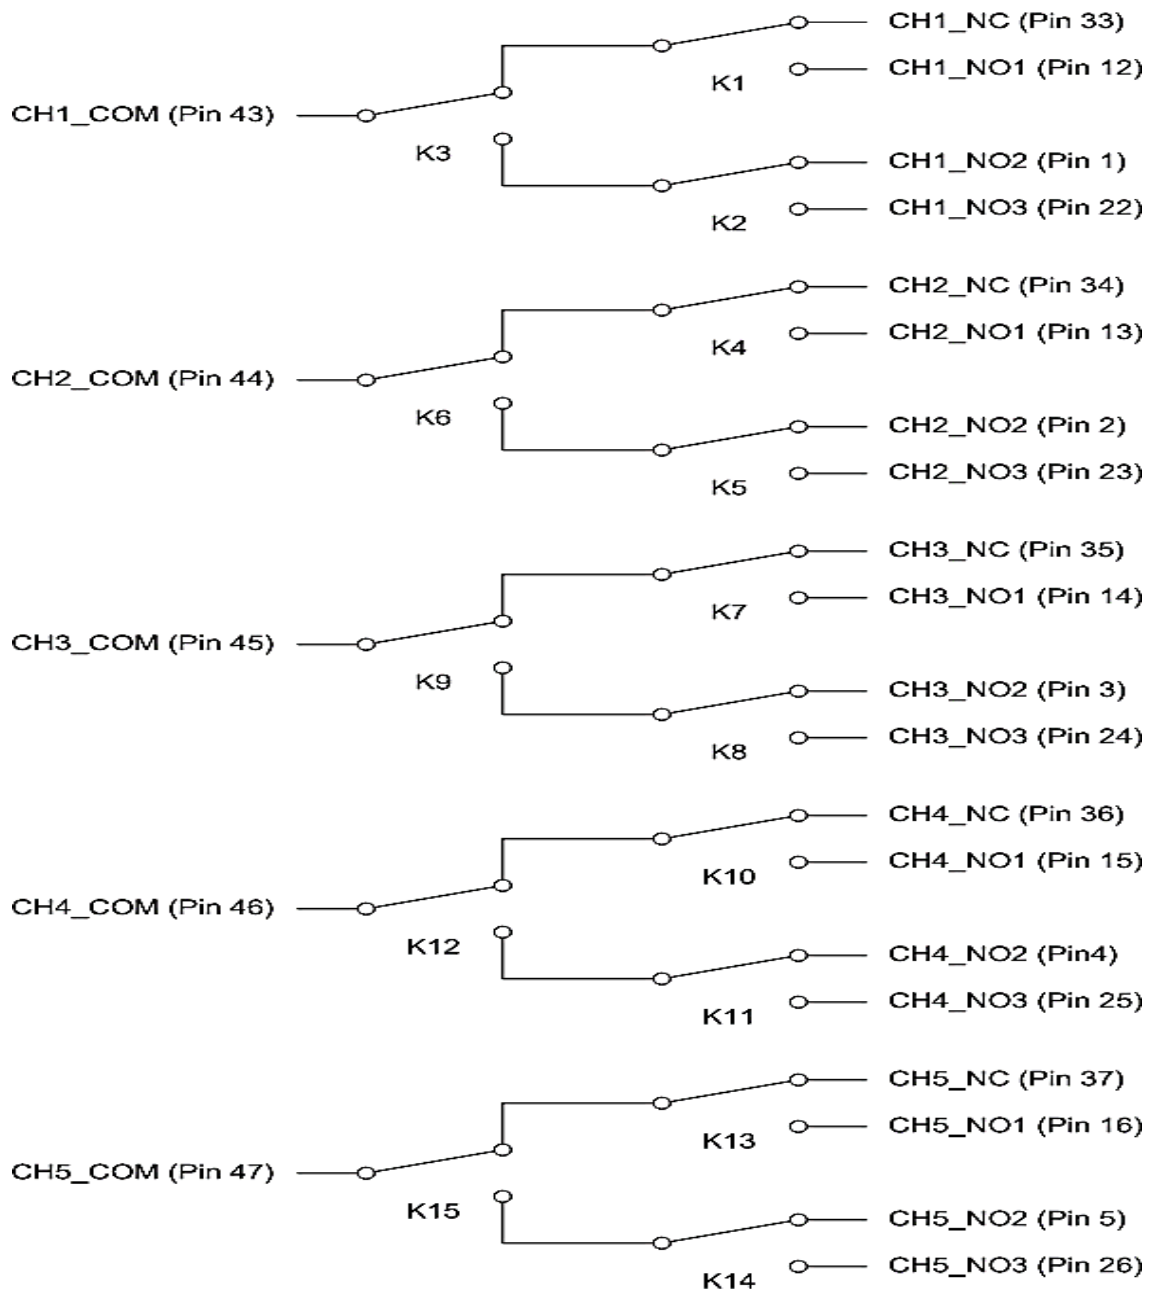 CH1_NC (Pin 33)
CH1_NO1 (Pin 12)
K1
CH1_COM (Pin 43)
K3
CH1_NO2 (Pin 1)
CH1_NO3 (Pin 22)
K2
CH2_NC (Pin 34)
CH2_NO1 (Pin 13)
K4
CH2_COM (Pin 44)
K6
CH2_NO2 (Pin 2)
CH2_NO3 (Pin 23)
K5
CH3_NC (Pin 35)
CH3_NO1 (Pin 14)
K7
CH3_COM (Pin 45)
K9
CH3_NO2 (Pin 3)
CH3_NO3 (Pin 24)
K8
CH4_NC (Pin 36)
CH4_NO1 (Pin 15)
K10
CH4_COM (Pin 46)
K12
CH4_NO2 (Pin4)
CH4_NO3 (Pin 25)
K11
CH5_NC (Pin 37)
CH5_NO1 (Pin 16)
K13
CH5_COM (Pin 47)
K15
CH5_NO2 (Pin 5)
CH5_NO3 (Pin 26)
K14